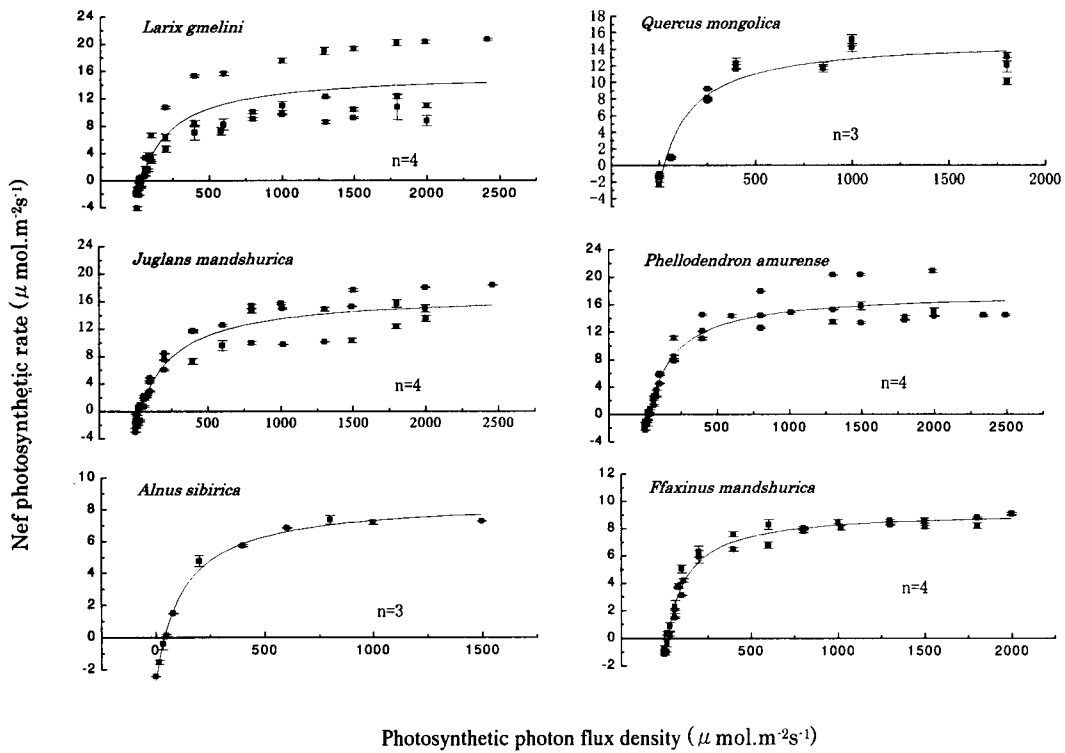 Larix gmelini
24
20
16
12
8
4
0
-4
500 1000 1500 2000 2500
n=4
Quercus mongolica
18
16
14
12
10
8
6
4
2
0
-2
-4
0 500 1000 1500 2000
n=3
Juglans mandshurica
24
20
16
12
8
4
0
-4
0 500 1000 1500 2000 2500
n=4
Phellodendron amurense
24
20
16
12
8
4
0
-4
0 500 1000 1500 2000 2500
n=4
Alnus sibirica
10
8
6
4
2
0
-2
0 500 1000 1500
n=3
Ffaxinus mandshurica
12
10
8
6
4
2
0
-2
0 500 1000 1500 2000
n=4
Nef photosynthetic rate (μ mol.m-2s-1)
Photosynthetic photon flux density (μ mol.m-2s-1)